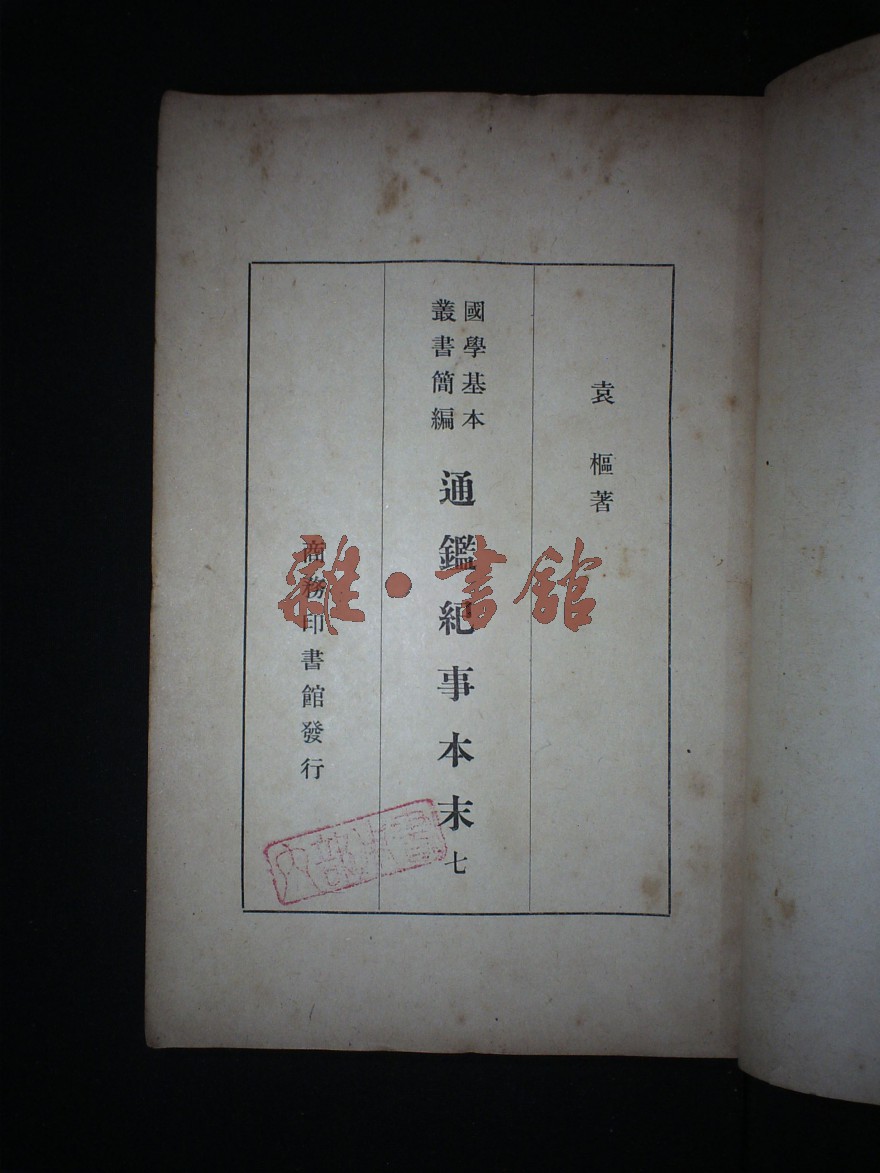 袁樞著
國學基本
叢書簡編
通鑑紀事本末七
商務印書館發行
雜·書館